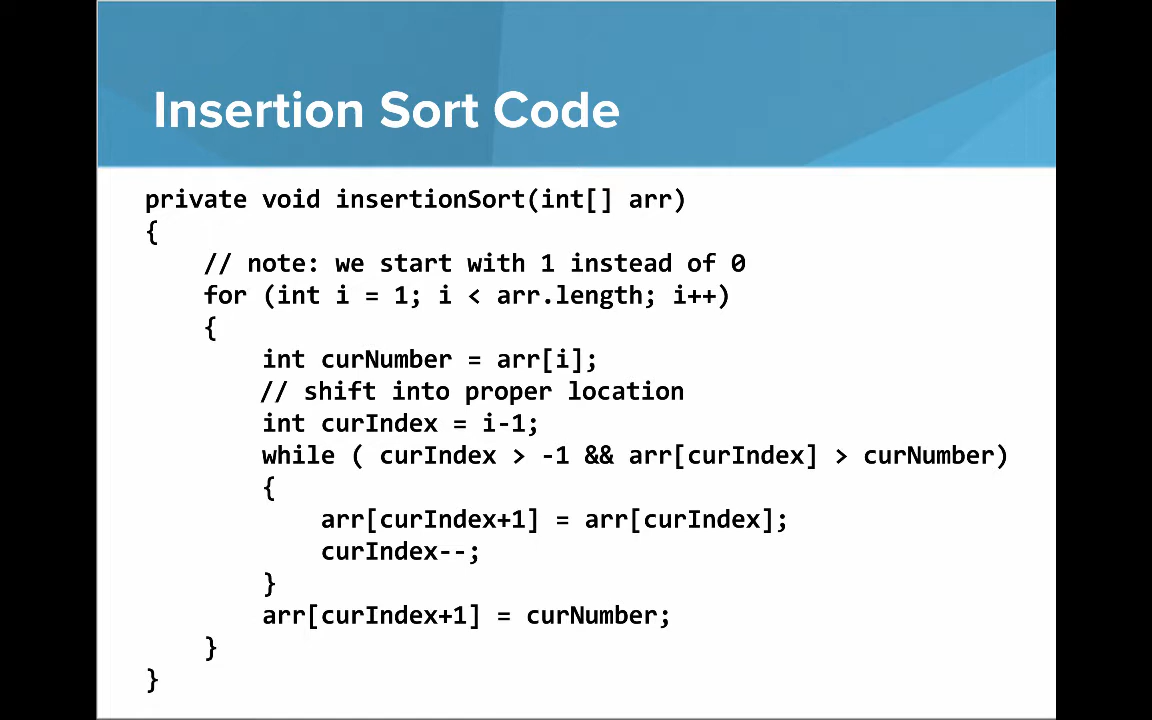 Insertion Sort Code
private void insertionSort(int[] arr)
{
    // note: we start with 1 instead of 0
    for (int i = 1; i < arr.length; i++)
    {
        int curNumber = arr[i];
        // shift into proper location
        int curIndex = i-1;
        while ( curIndex > -1 && arr[curIndex] > curNumber)
        {
            arr[curIndex+1] = arr[curIndex];
            curIndex--;
        }
        arr[curIndex+1] = curNumber;
    }
}